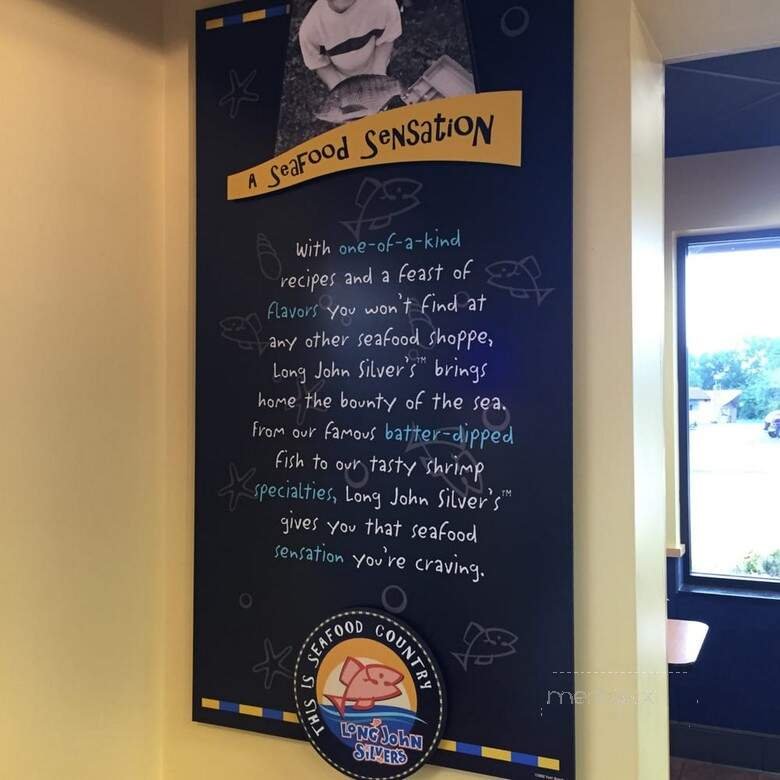 A SeaFood SenSatioN
With one-of-a-kind
recipes and a feast of
flavors you won't find at
any other seafood shoppe,
Long John Silver's™ brings
home the bounty of the sea.
From our famous batter-dipped
fish to our tasty shrimp
specialties, Long John Silver's™
gives you that seafood
sensation you're craving.
THIS IS SEAFOOD COUNTRY
LONG JOHN
SILVER'S